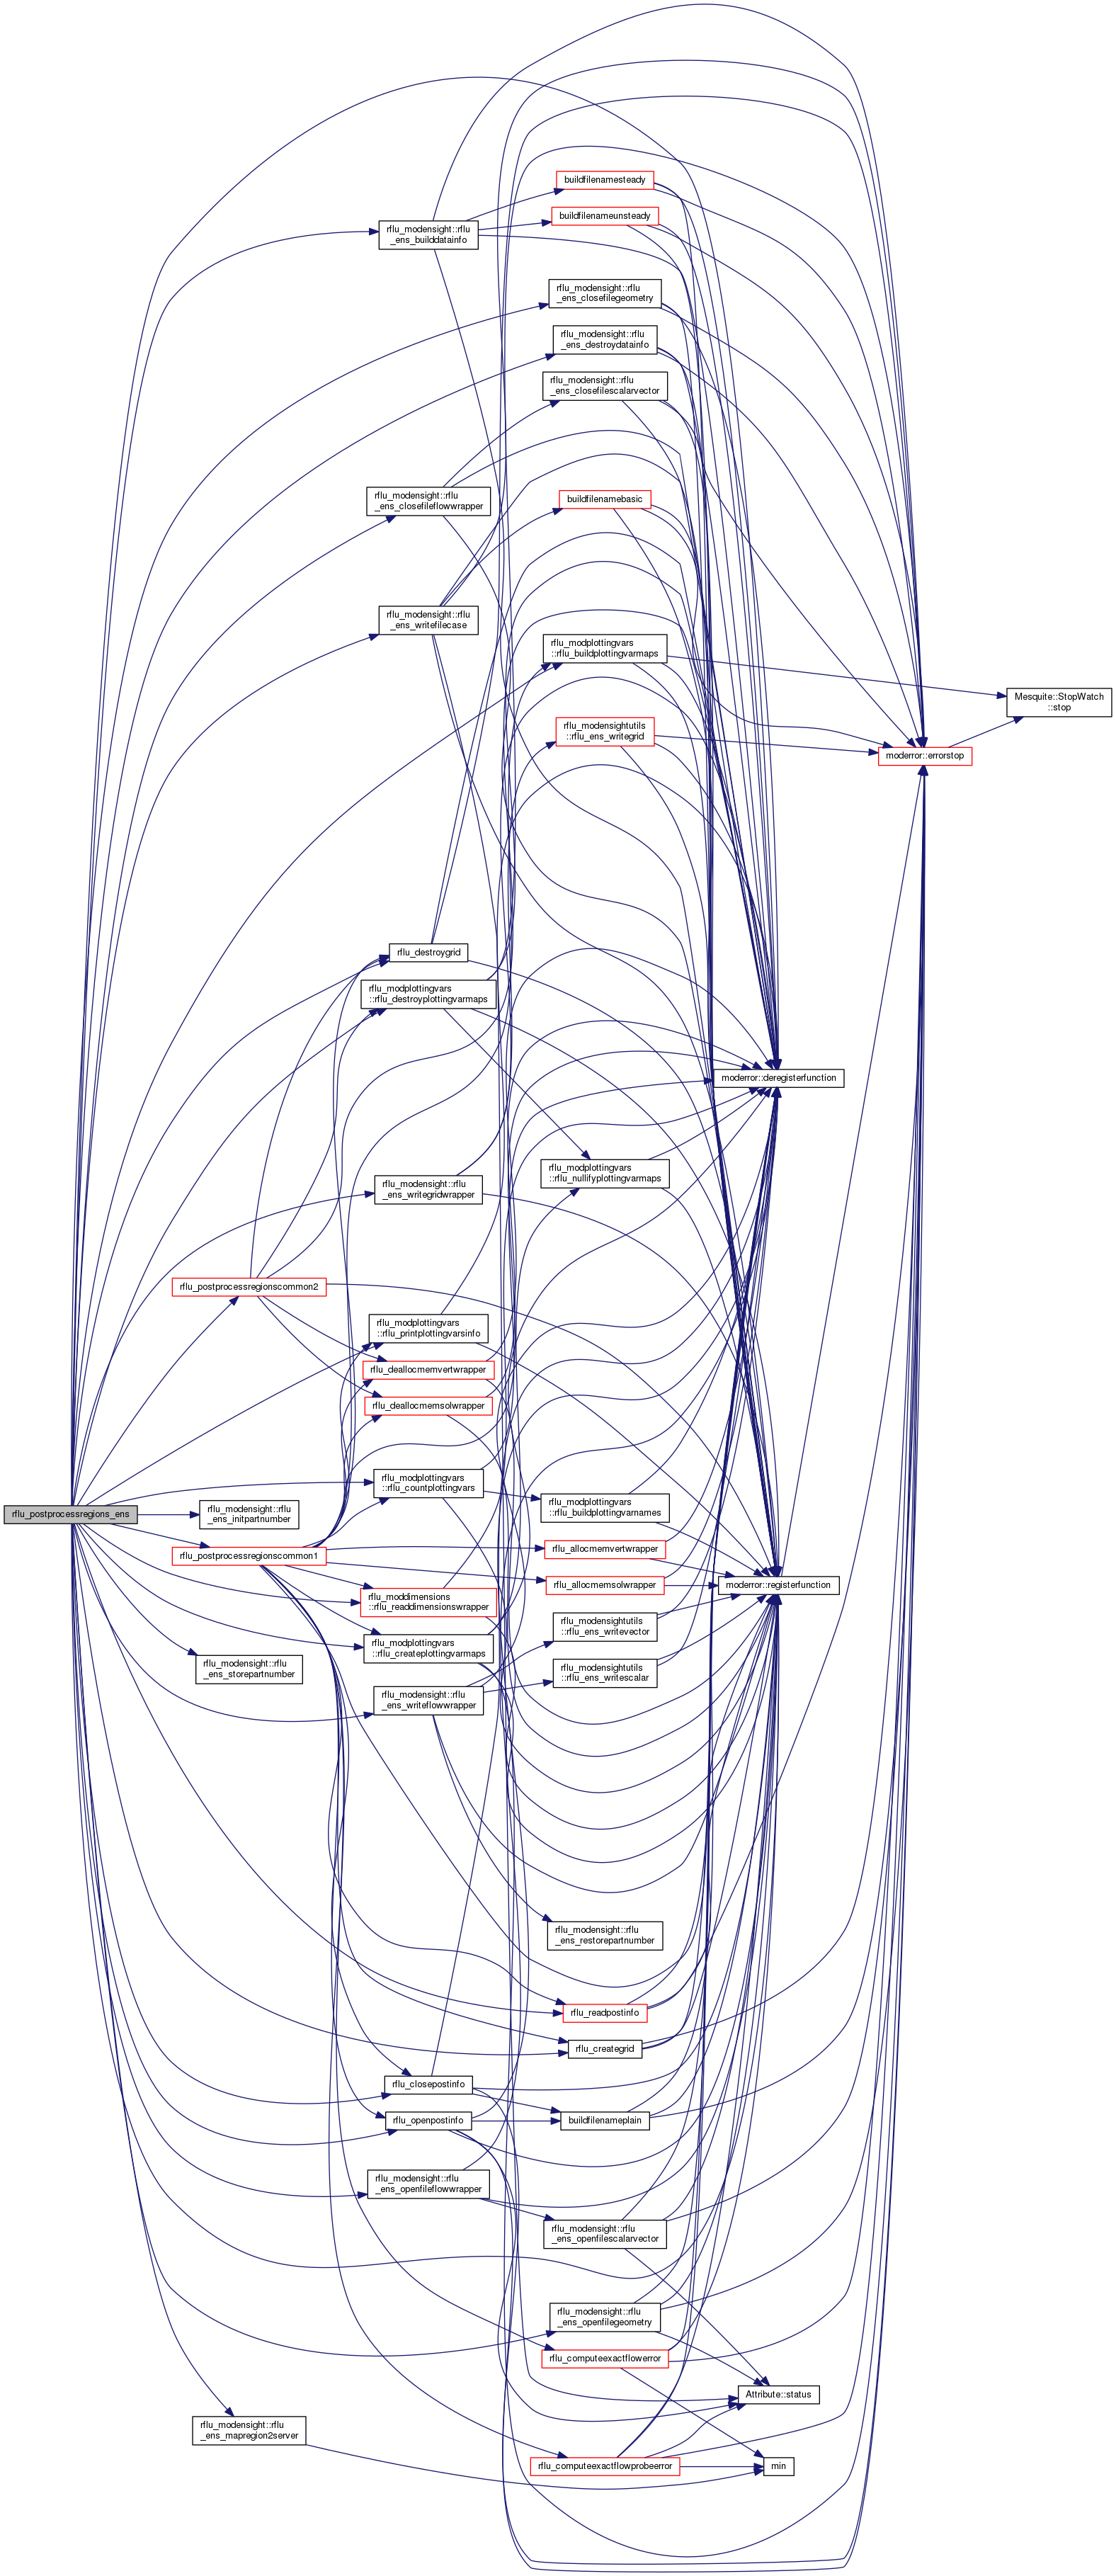 buildfilenamesteady
buildfilenameunsteady
rflu_modensight::rflu
_ens_builddatainfo
rflu_modensight::rflu
_ens_closefilegeometry
rflu_modensight::rflu
_ens_destroydatainfo
rflu_modensight::rflu
_ens_closefilescalarvector
rflu_modensight::rflu
_ens_closefileflowwrapper
buildfilenamebasic
rflu_modensight::rflu
_ens_writefilecase
rflu_modplottingvars
::rflu_buildplottingvarmaps
Mesquite::StopWatch
::stop
rflu_modensightutils
::rflu_ens_writegrid
moderror::errorstop
rflu_destroygrid
rflu_modplottingvars
::rflu_destroyplottingvarmaps
moderror::deregisterfunction
rflu_modplottingvars
::rflu_nullifyplottingvarmaps
rflu_modensight::rflu
_ens_writegridwrapper
rflu_postprocessregionscommon2
rflu_modplottingvars
::rflu_printplottingvarsinfo
rflu_deallocmemvertwrapper
rflu_deallocmemsolwrapper
rflu_modplottingvars
::rflu_countplottingvars
rflu_modplottingvars
::rflu_buildplottingvarnames
rflu_postprocessregions_ens
rflu_modensight::rflu
_ens_initpartnumber
rflu_allocmemvertwrapper
rflu_postprocessregionscommon1
rflu_allocmemsolwrapper
moderror::registerfunction
rflu_moddimensions
::rflu_readdimensionswrapper
rflu_modensightutils
::rflu_ens_writevector
rflu_modplottingvars
::rflu_createplottingvarmaps
rflu_modensight::rflu
_ens_storepartnumber
rflu_modensightutils
::rflu_ens_writescalar
rflu_modensight::rflu
_ens_writeflowwrapper
rflu_modensight::rflu
_ens_restorepartnumber
rflu_readpostinfo
rflu_creategrid
rflu_closepostinfo
rflu_openpostinfo
buildfilenameplain
rflu_modensight::rflu
_ens_openfileflowwrapper
rflu_modensight::rflu
_ens_openfilescalarvector
rflu_modensight::rflu
_ens_openfilegeometry
rflu_computeexactflowerror
Attribute::status
rflu_modensight::rflu
_ens_mapregion2server
rflu_computeexactflowprobeerror
min